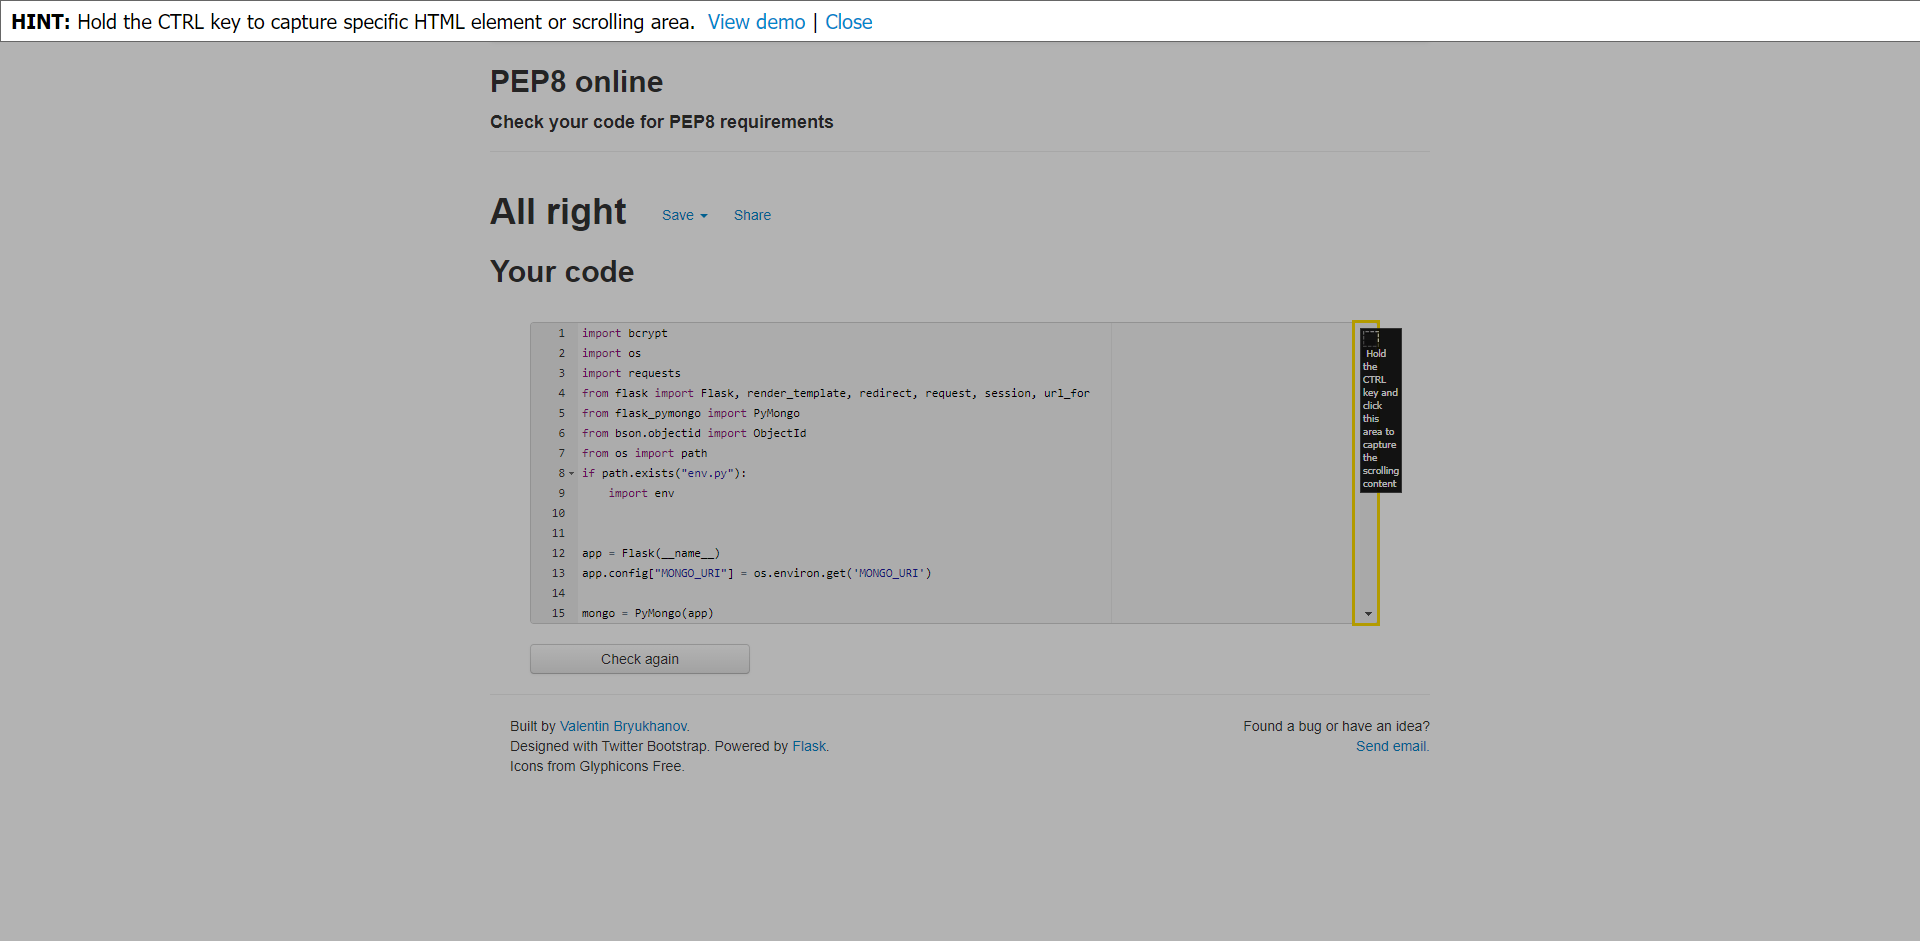 HINT: Hold the CTRL key to capture specific HTML element or scrolling area. View demo | Close
PEP8 online
Check your code for PEP8 requirements
All right Save Share
Your code
1 import bcrypt
2 import os
3 import requests
4 from flask import Flask, render_template, redirect, request, session, url_for
5 from flask_pymongo import PyMongo
6 from bson.objectid import ObjectId
7 from os import path
8 if path.exists("env.py"):
9     import env
10
11
12 app = Flask(__name__)
13 app.config["MONGO_URI"] = os.environ.get('MONGO_URI')
14
15 mongo = PyMongo(app)
Hold
the
CTRL
key and
click
this
area to
capture
the
scrolling
content
Check again
Built by Valentin Bryukhanov.
Designed with Twitter Bootstrap. Powered by Flask.
Icons from Glyphicons Free.
Found a bug or have an idea?
Send email.